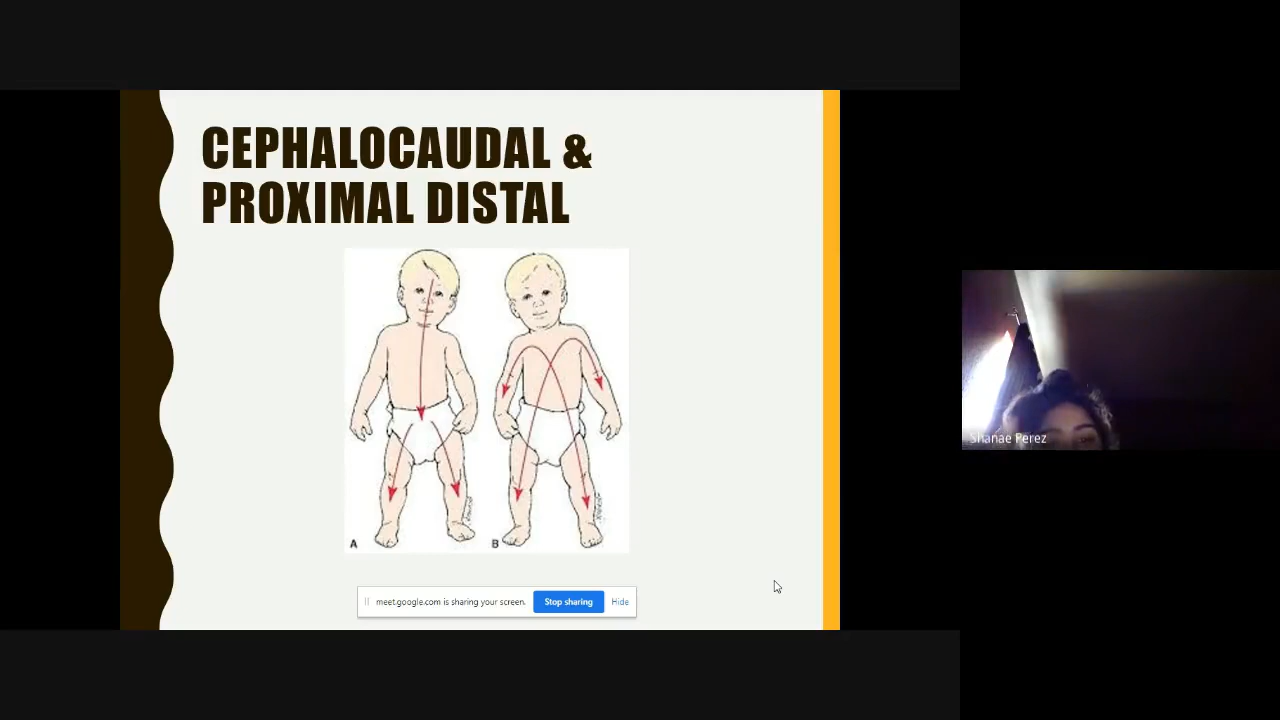 CEPHALOCAUDAL &
PROXIMAL DISTAL
A
B
meet.google.com is sharing your screen.
Stop sharing
Hide
Shanae Perez